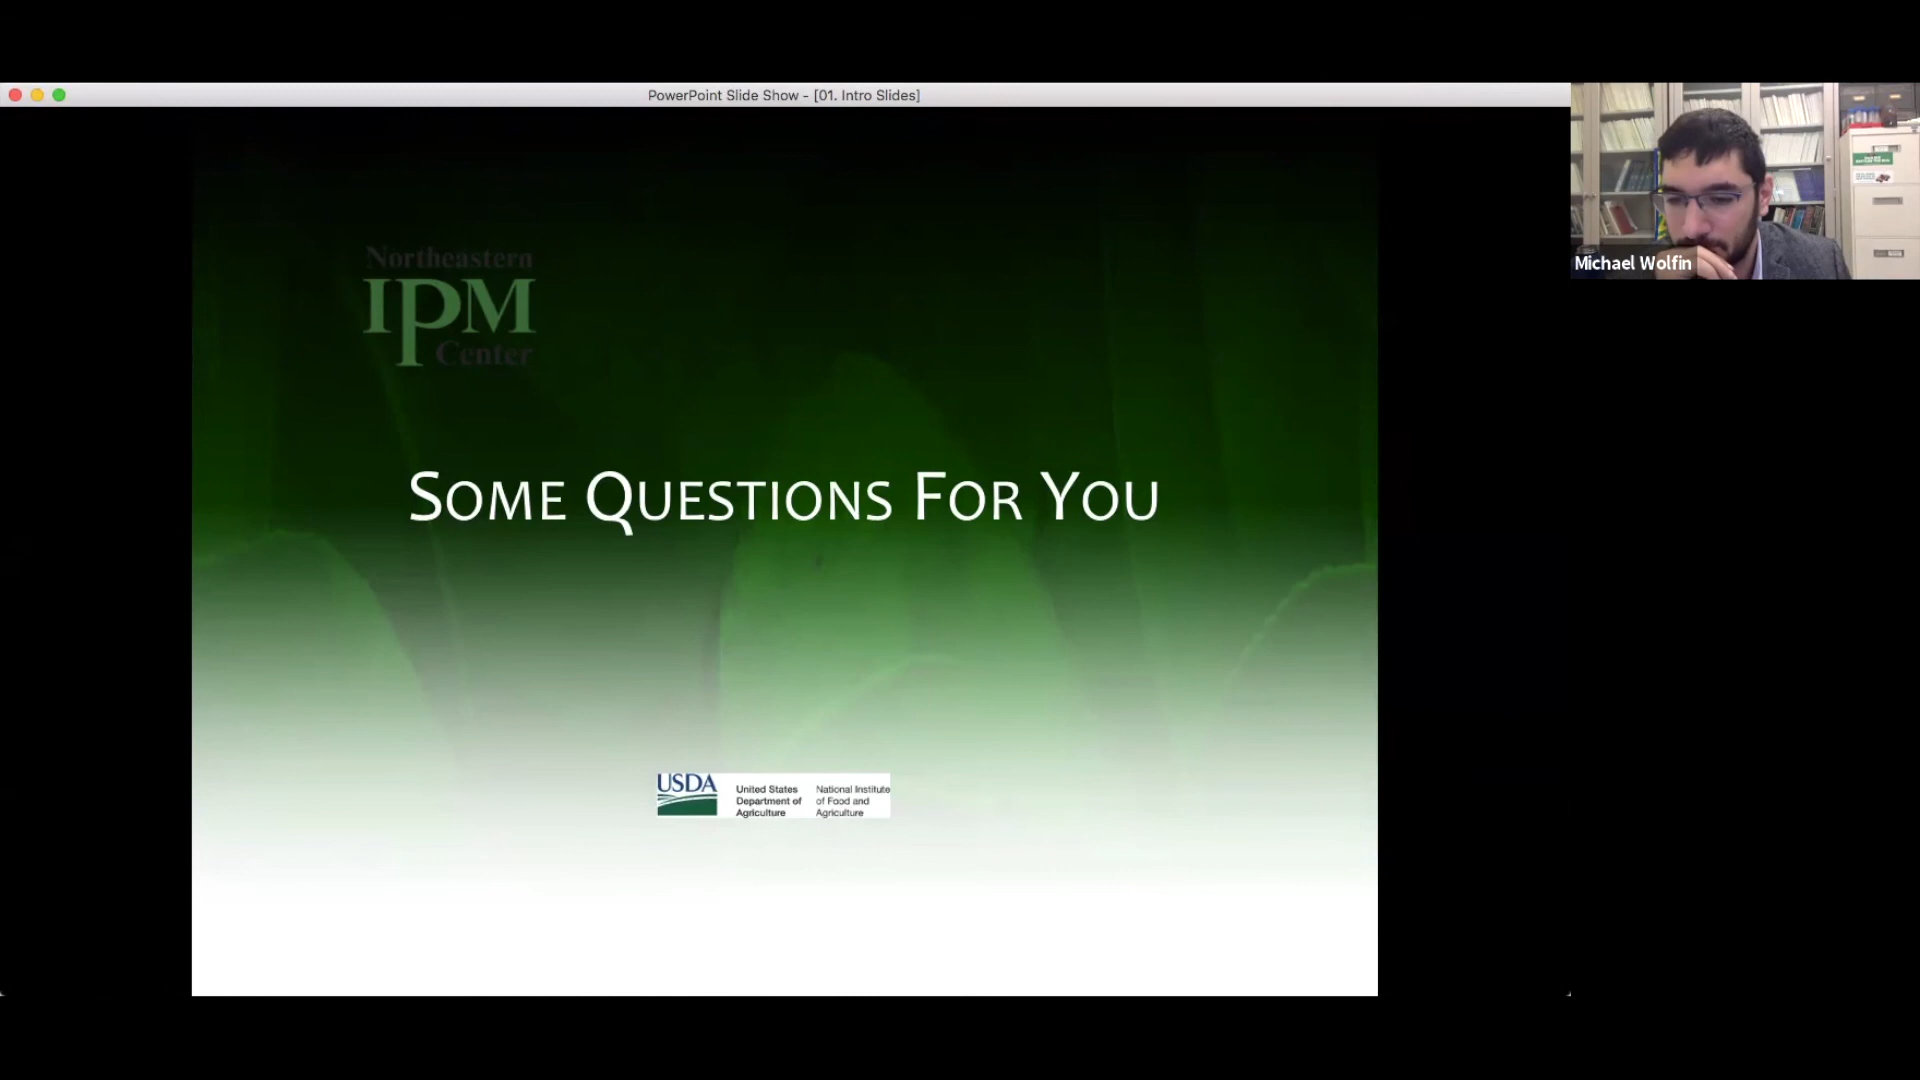 PowerPoint Slide Show - [01. Intro Slides]
Northeastern
IPM
Center
SOME QUESTIONS FOR YOU
USDA
United States
Department of
Agriculture
National Institute
of Food and
Agriculture
Michael Wolfin